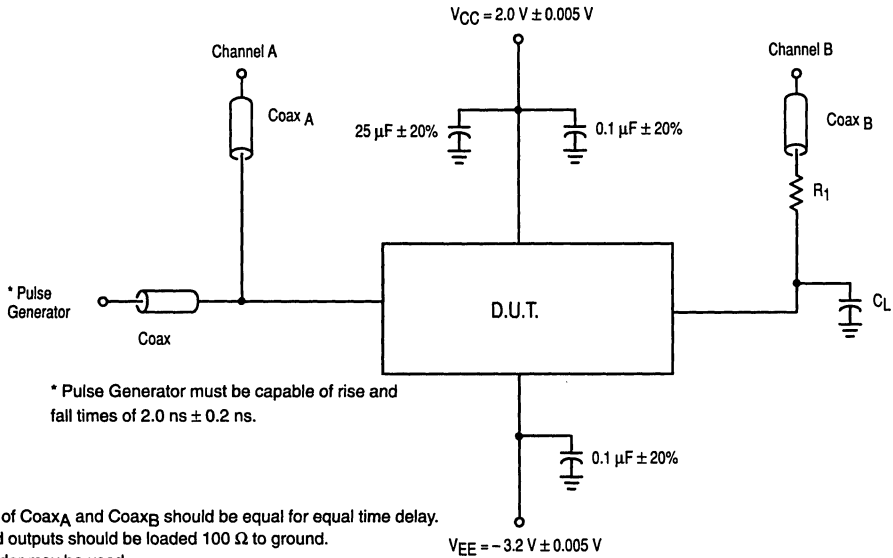 VCC = 2.0 V ± 0.005 V
Channel A
Channel B
Coax A
25 µF ± 20%
0.1 µF ± 20%
Coax B
R1
* Pulse
Generator
D.U.T.
CL
Coax
* Pulse Generator must be capable of rise and
fall times of 2.0 ns ± 0.2 ns.
0.1 µF ± 20%
of CoaxA and CoaxB should be equal for equal time delay.
outputs should be loaded 100 Ω to ground.
VEE = – 3.2 V ± 0.005 V